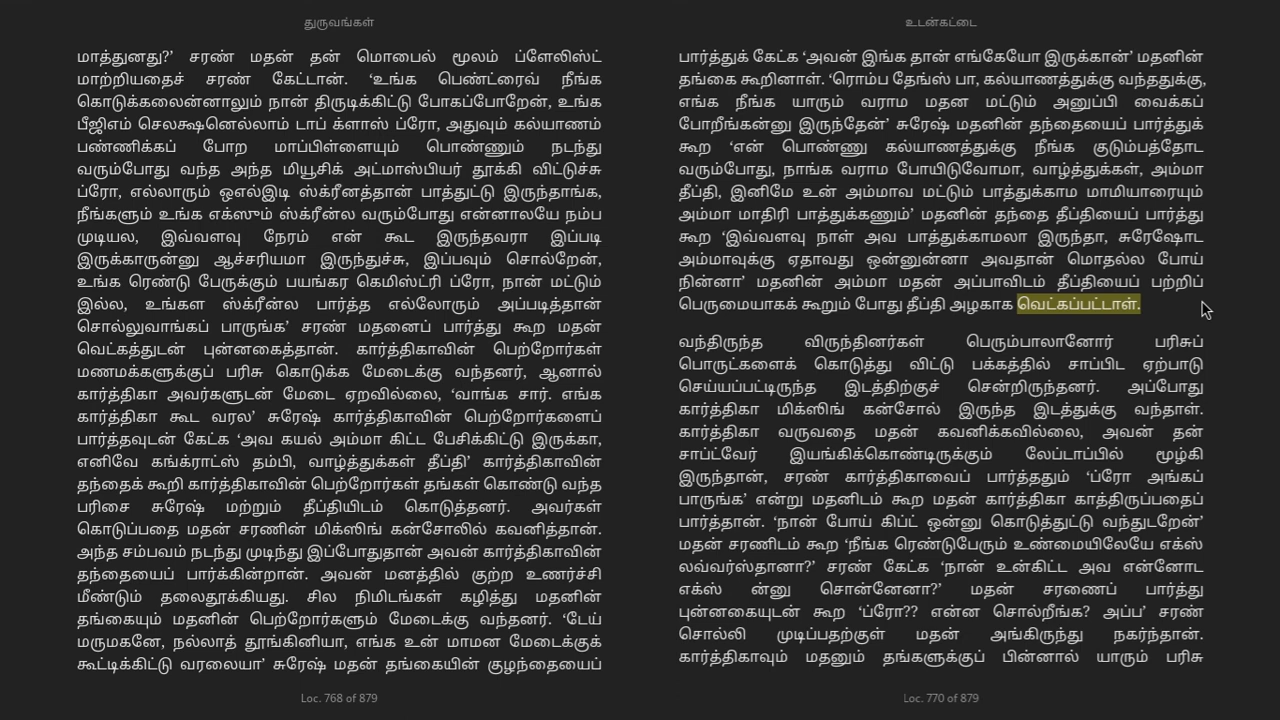 துருவங்கள்
மாத்துனது?’ சரண் மதன் தன் மொபைல் மூலம் ப்ளேலிஸ்ட்
மாற்றியதைச் சரண் கேட்டான். ‘உங்க பெண்ட்ரைவ் நீங்க
கொடுக்கலைன்னாலும் நான் திருடிக்கிட்டு போகப்போறேன், உங்க
பீஜிஎம் செலக்ஷனெல்லாம் டாப் க்ளாஸ் ப்ரோ, அதுவும் கல்யாணம்
பண்ணிக்கப் போற மாப்பிள்ளையும் பொண்ணும் நடந்து
வரும்போது வந்த அந்த மியூசிக் அட்மாஸ்பியர் தூக்கி விட்டுச்சு
ப்ரோ, எல்லாரும் ஒஎல்இடி ஸ்க்ரீனத்தான் பாத்துட்டு இருந்தாங்க,
நீங்களும் உங்க எக்ஸும் ஸ்க்ரீன்ல வரும்போது என்னாலயே நம்ப
முடியல, இவ்வளவு நேரம் என் கூட இருந்தவரா இப்படி
இருக்காருன்னு ஆச்சரியமா இருந்துச்சு, இப்பவும் சொல்றேன்,
உங்க ரெண்டு பேருக்கும் பயங்கர கெமிஸ்ட்ரி ப்ரோ, நான் மட்டும்
இல்ல, உங்கள ஸ்க்ரீன்ல பார்த்த எல்லோரும் அப்படித்தான்
சொல்லுவாங்கப் பாருங்க’ சரண் மதனைப் பார்த்து கூற மதன்
வெட்கத்துடன் புன்னகைத்தான். கார்த்திகாவின் பெற்றோர்கள்
மணமக்களுக்குப் பரிசு கொடுக்க மேடைக்கு வந்தனர், ஆனால்
கார்த்திகா அவர்களுடன் மேடை ஏறவில்லை, ‘வாங்க சார். எங்க
கார்த்திகா கூட வரல’ சுரேஷ் கார்த்திகாவின் பெற்றோர்களைப்
பார்த்தவுடன் கேட்க ‘அவ கயல் அம்மா கிட்ட பேசிக்கிட்டு இருக்கா,
எனிவே கங்க்ராட்ஸ் தம்பி, வாழ்த்துக்கள் தீப்தி’ கார்த்திகாவின்
தந்தைக் கூறி கார்த்திகாவின் பெற்றோர்கள் தங்கள் கொண்டு வந்த
பரிசை சுரேஷ் மற்றும் தீப்தியிடம் கொடுத்தனர். அவர்கள்
கொடுப்பதை மதன் சரணின் மிக்ஸிங் கன்சோலில் கவனித்தான்.
அந்த சம்பவம் நடந்து முடிந்து இப்போதுதான் அவன் கார்த்திகாவின்
தந்தையைப் பார்க்கின்றான். அவன் மனத்தில் குற்ற உணர்ச்சி
மீண்டும் தலைதூக்கியது. சில நிமிடங்கள் கழித்து மதனின்
தங்கையும் மதனின் பெற்றோர்களும் மேடைக்கு வந்தனர். ‘டேய்
மருமகனே, நல்லாத் தூங்கினியா, எங்க உன் மாமன மேடைக்குக்
கூட்டிக்கிட்டு வரலையா’ சுரேஷ் மதன் தங்கையின் குழந்தையைப்
Loc. 768 of 879
உடன்கட்டை
பார்த்துக் கேட்க ‘அவன் இங்க தான் எங்கேயோ இருக்கான்’ மதனின்
தங்கை கூறினாள். ‘ரொம்ப தேங்ஸ் பா, கல்யாணத்துக்கு வந்ததுக்கு,
எங்க நீங்க யாரும் வராம மதன மட்டும் அனுப்பி வைக்கப்
போறீங்கன்னு இருந்தேன்’ சுரேஷ் மதனின் தந்தையைப் பார்த்துக்
கூற ‘என் பொண்ணு கல்யாணத்துக்கு நீங்க குடும்பத்தோட
வரும்போது, நாங்க வராம போயிடுவோமா, வாழ்த்துக்கள், அம்மா
தீப்தி, இனிமே உன் அம்மாவ மட்டும் பாத்துக்காம மாமியாரையும்
அம்மா மாதிரி பாத்துக்கணும்’ மதனின் தந்தை தீப்தியைப் பார்த்து
கூற ‘இவ்வளவு நாள் அவ பாத்துக்காமலா இருந்தா, சுரேஷோட
அம்மாவுக்கு ஏதாவது ஒன்னுன்னா அவதான் மொதல்ல போய்
நின்னா’ மதனின் அம்மா மதன் அப்பாவிடம் தீப்தியைப் பற்றிப்
பெருமையாகக் கூறும் போது தீப்தி அழகாக வெட்கப்பட்டாள்.
வந்திருந்த விருந்தினர்கள் பெரும்பாலானோர் பரிசுப்
பொருட்களைக் கொடுத்து விட்டு பக்கத்தில் சாப்பிட ஏற்பாடு
செய்யப்பட்டிருந்த இடத்திற்குச் சென்றிருந்தனர். அப்போது
கார்த்திகா மிக்ஸிங் கன்சோல் இருந்த இடத்துக்கு வந்தாள்.
கார்த்திகா வருவதை மதன் கவனிக்கவில்லை, அவன் தன்
சாப்ட்வேர் இயங்கிக்கொண்டிருக்கும் லேப்டாப்பில் மூழ்கி
இருந்தான், சரண் கார்த்திகாவைப் பார்த்ததும் ‘ப்ரோ அங்கப்
பாருங்க’ என்று மதனிடம் கூற மதன் கார்த்திகா காத்திருப்பதைப்
பார்த்தான். ‘நான் போய் கிப்ட் ஒன்னு கொடுத்துட்டு வந்துடறேன்’
மதன் சரணிடம் கூற ‘நீங்க ரெண்டுபேரும் உண்மையிலேயே எக்ஸ்
லவ்வர்ஸ்தானா?’ சரண் கேட்க ‘நான் உன்கிட்ட அவ என்னோட
எக்ஸ் ன்னு சொன்னேனா?’ மதன் சரணைப் பார்த்து
புன்னகையுடன் கூற ‘ப்ரோ?? என்ன சொல்றீங்க? அப்ப’ சரண்
சொல்லி முடிப்பதற்குள் மதன் அங்கிருந்து நகர்ந்தான்.
கார்த்திகாவும் மதனும் தங்களுக்குப் பின்னால் யாரும் பரிசு
Loc. 770 of 879